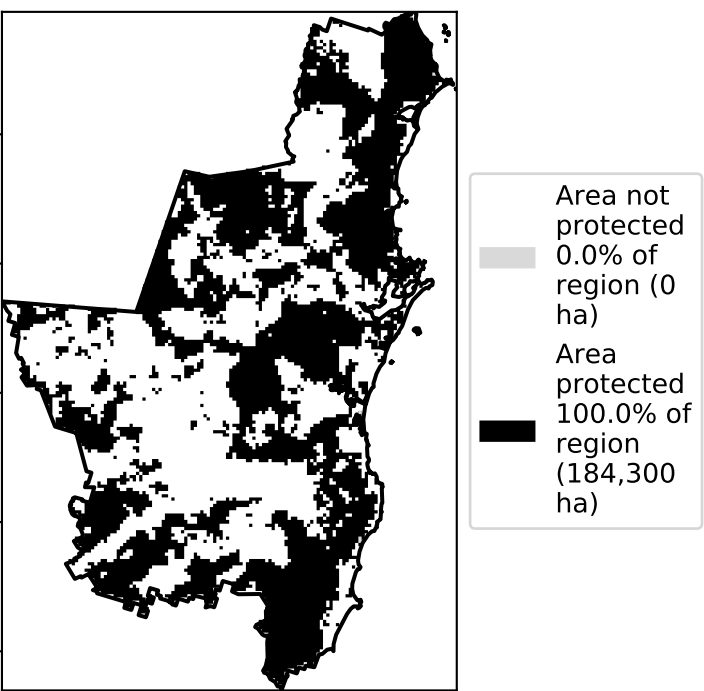 Area not
protected
0.0% of
region (0
ha)
Area
protected
100.0% of
region
(184,300
ha)